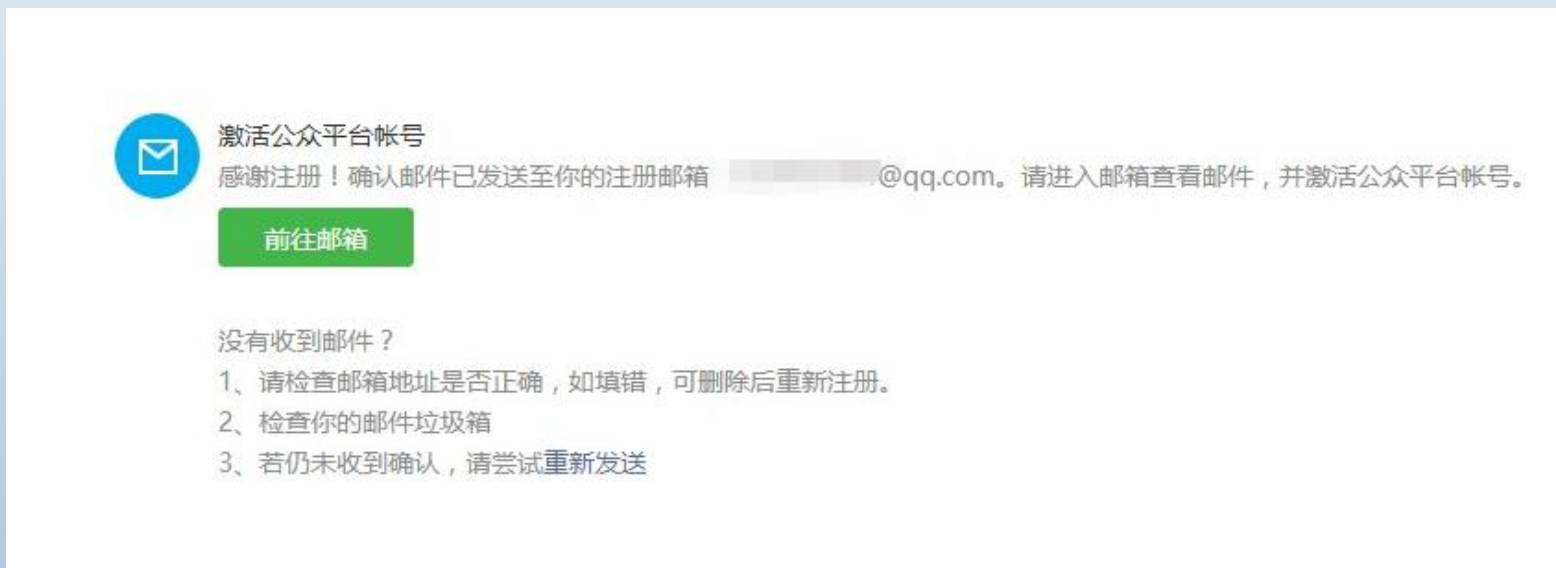 激活公众平台帐号
感谢注册！确认邮件已发送至你的注册邮箱 @qq.com。请进入邮箱查看邮件，并激活公众平台帐号。
前往邮箱
没有收到邮件？
1、请检查邮箱地址是否正确，如填错，可删除后重新注册。
2、检查你的邮件垃圾箱
3、若仍未收到确认，请尝试重新发送